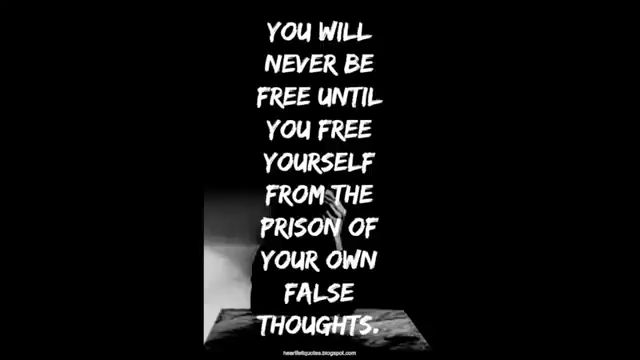 YOU WILL
NEVER BE
FREE UNTIL
YOU FREE
YOURSELF
FROM THE
PRISON OF
YOUR OWN
FALSE
THOUGHTS.
heartfeltquotes.blogspot.com